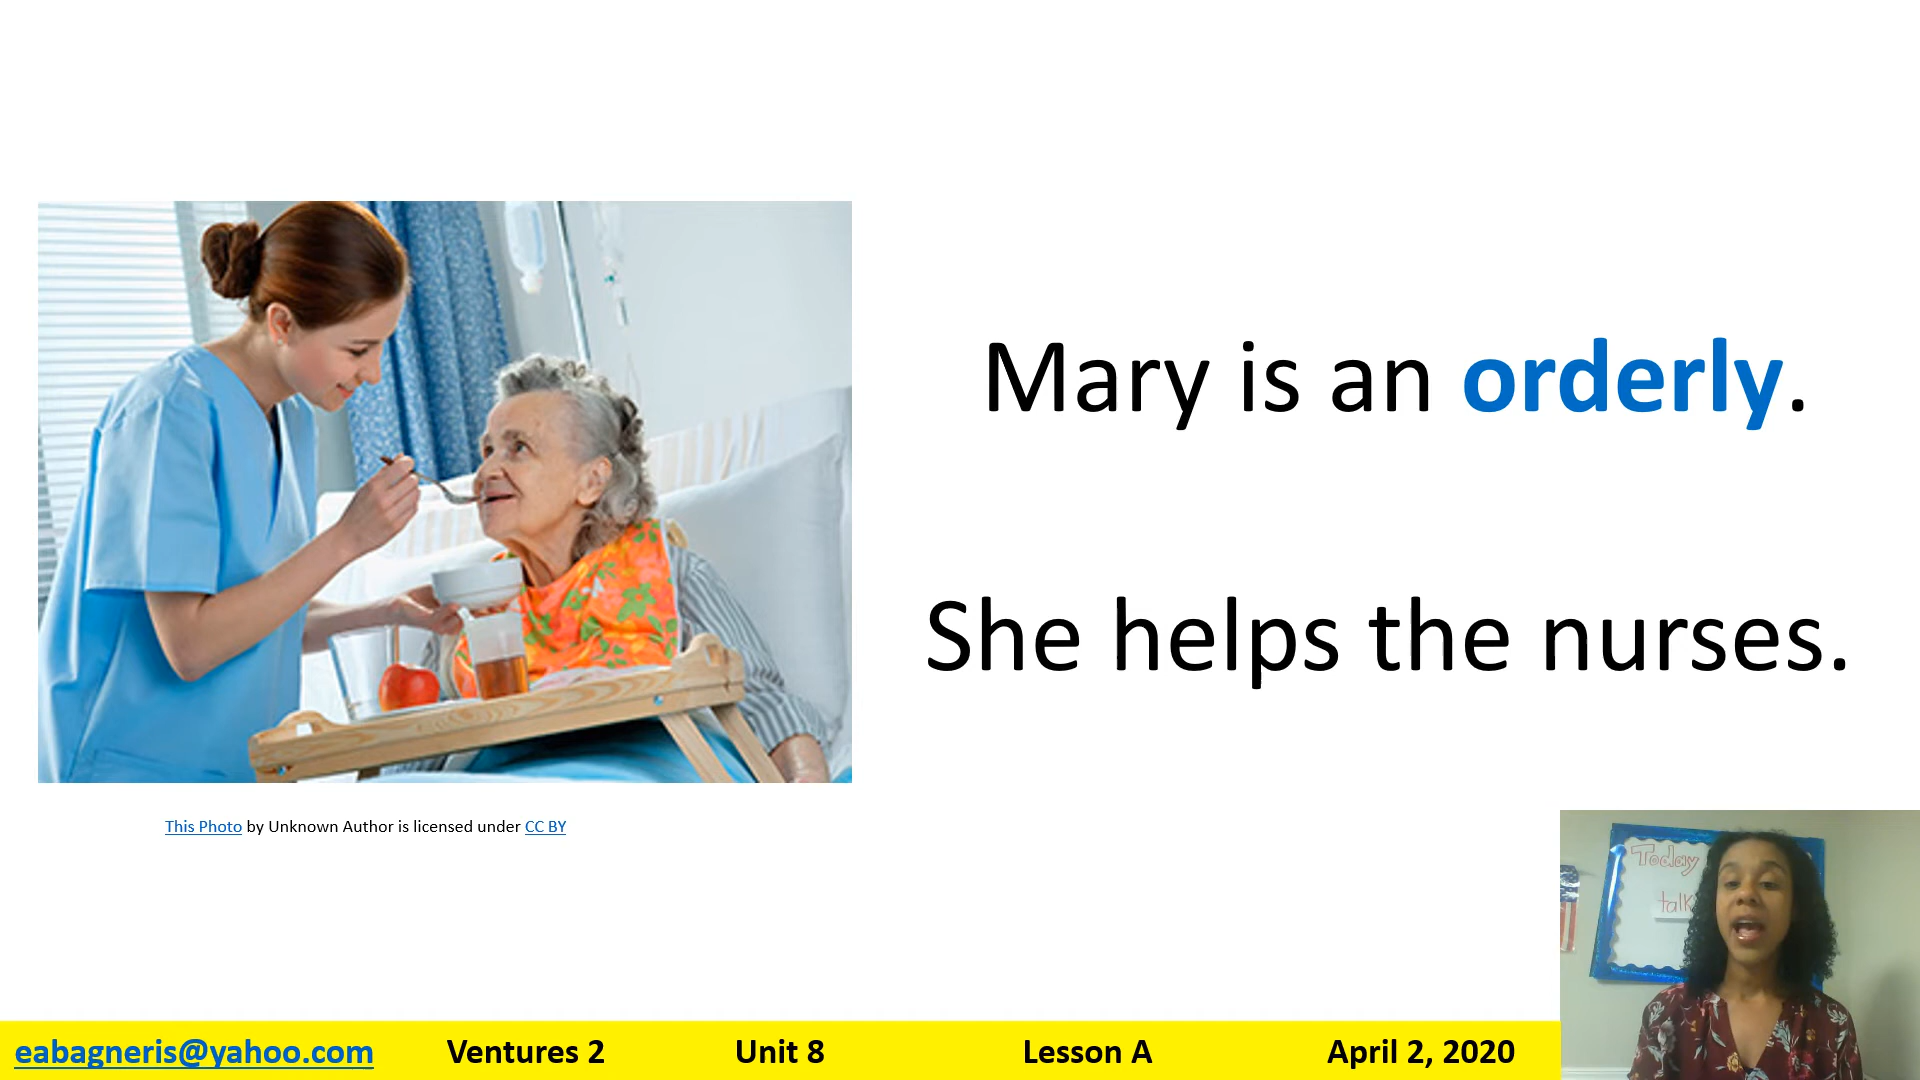 Mary is an orderly.
She helps the nurses.
This Photo by Unknown Author is licensed under CC BY
Today
talk
eabagneris@yahoo.com Ventures 2 Unit 8 Lesson A April 2, 2020